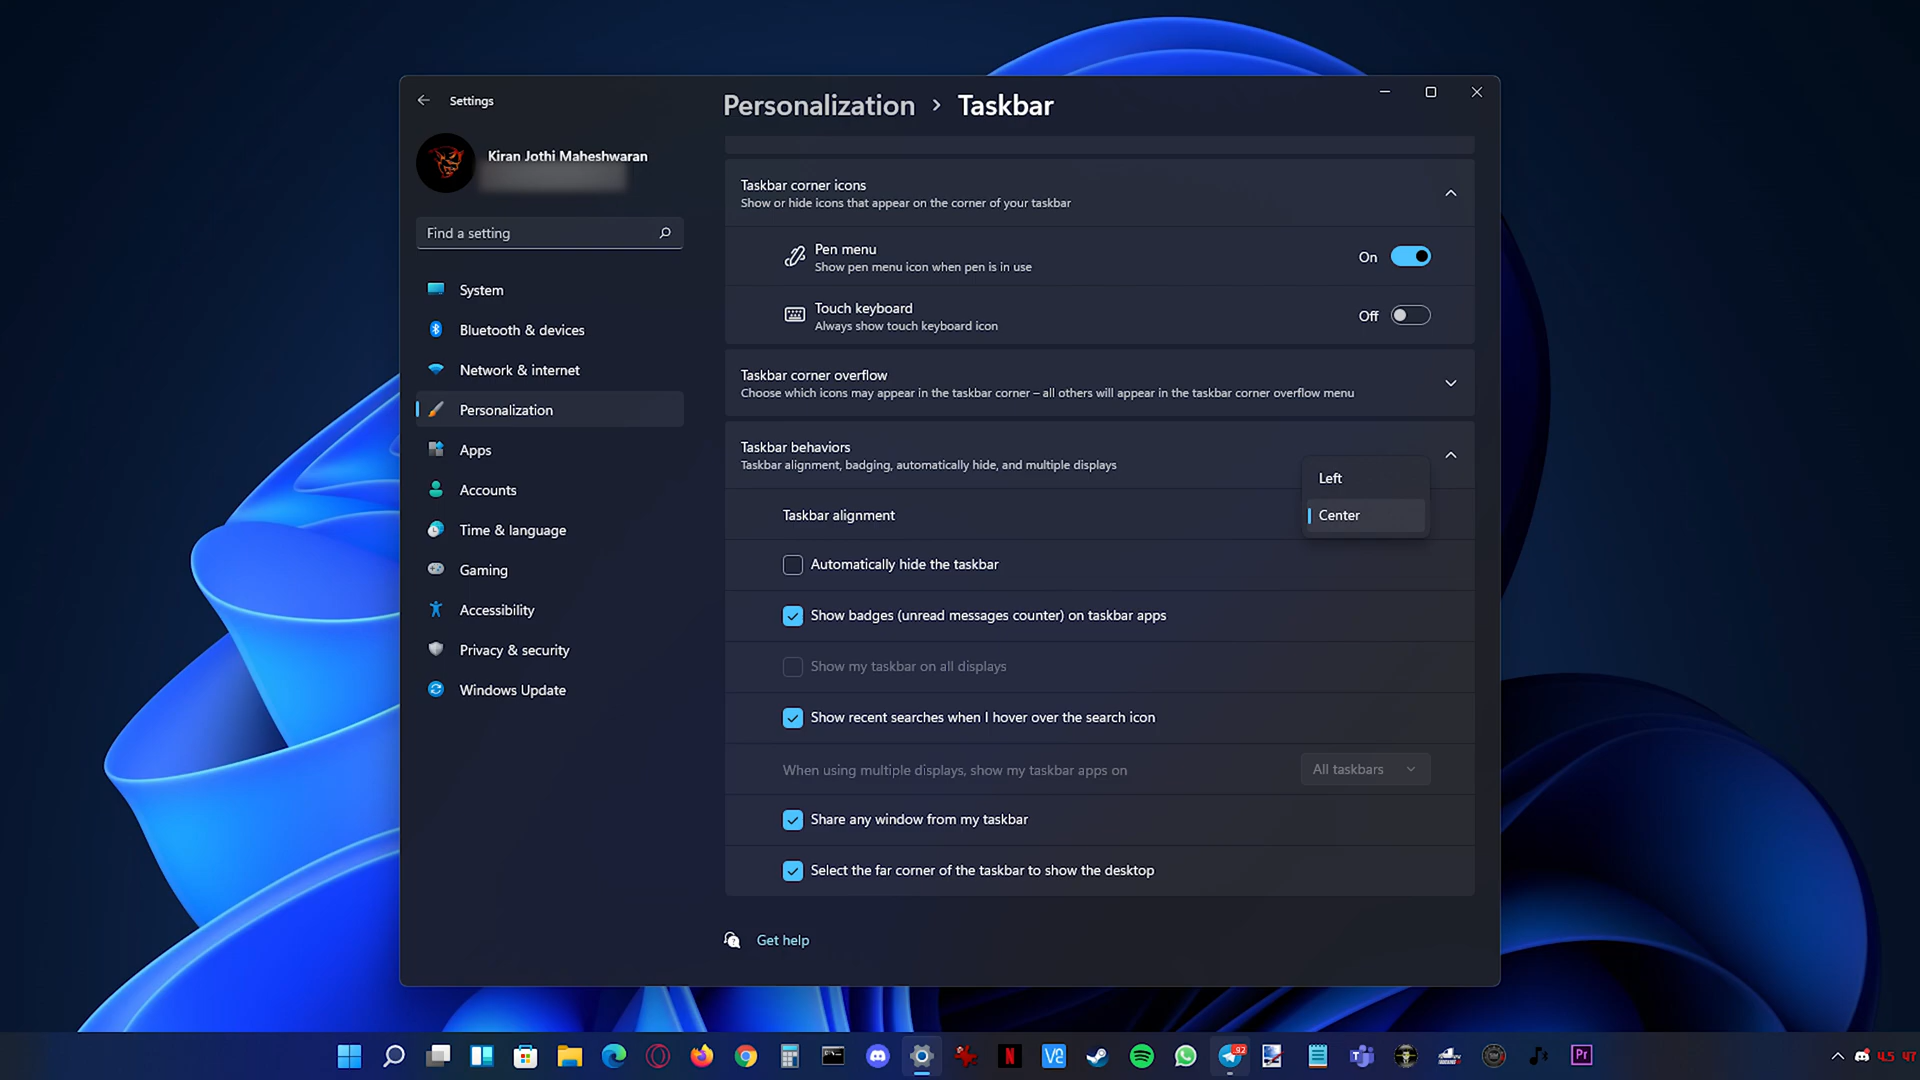 Settings
Personalization › Taskbar
Kiran Jothi Maheshwaran
Find a setting
System
Bluetooth & devices
Network & internet
Personalization
Apps
Accounts
Time & language
Gaming
Accessibility
Privacy & security
Windows Update
Taskbar corner icons
Show or hide icons that appear on the corner of your taskbar
Pen menu
Show pen menu icon when pen is in use
On
Touch keyboard
Always show touch keyboard icon
Off
Taskbar corner overflow
Choose which icons may appear in the taskbar corner – all others will appear in the taskbar corner overflow menu
Taskbar behaviors
Taskbar alignment, badging, automatically hide, and multiple displays
Left
Taskbar alignment
Center
Automatically hide the taskbar
Show badges (unread messages counter) on taskbar apps
Show my taskbar on all displays
Show recent searches when I hover over the search icon
When using multiple displays, show my taskbar apps on
All taskbars
Share any window from my taskbar
Select the far corner of the taskbar to show the desktop
Get help
N
V2
92
Pr
45 47